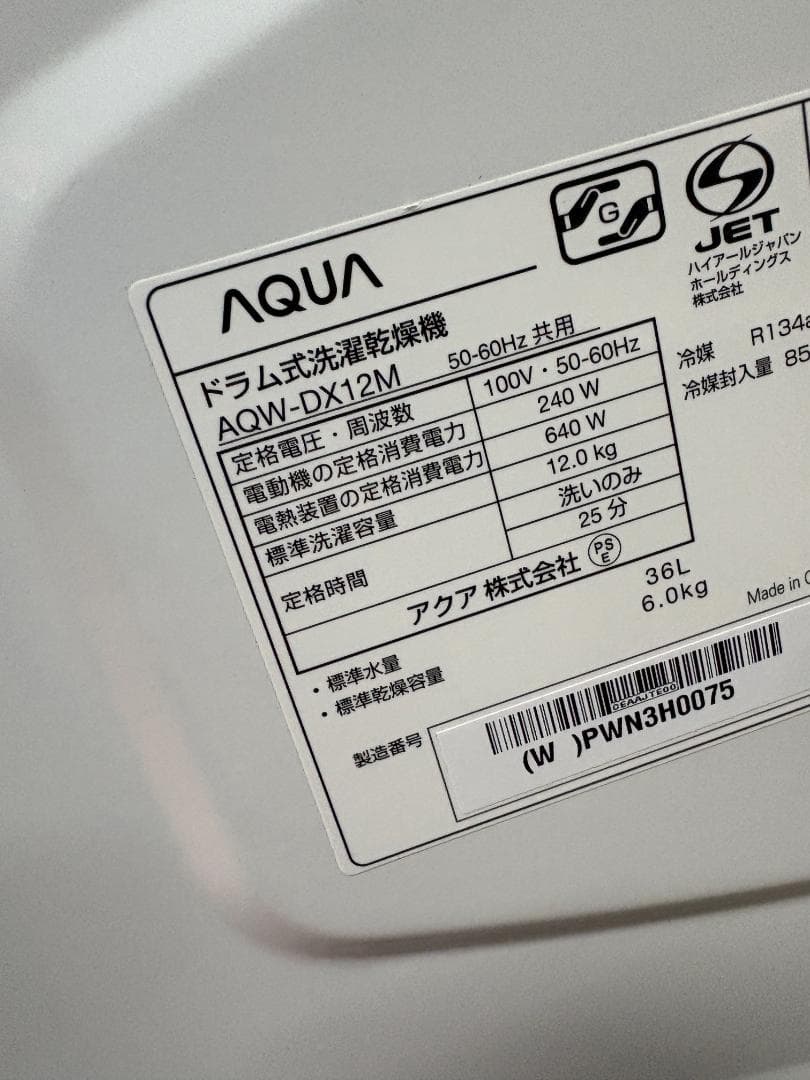 AQUA
G
JET
ハイアールジャパン
ホールディングス
株式会社
ドラム式洗濯乾燥機
AQW-DX12M
50-60Hz 共用
定格電圧・周波数 100V・50-60Hz
電動機の定格消費電力 240 W
電熱装置の定格消費電力 640 W
標準洗濯容量 12.0 kg
定格時間 洗いのみ
25 分
アクア 株式会社 PSE
冷媒 R134a
冷媒封入量 85
・標準水量 36L
・標準乾燥容量 6.0kg
Made in C
製造番号
CEAAJTE00
(W )PWN3H0075